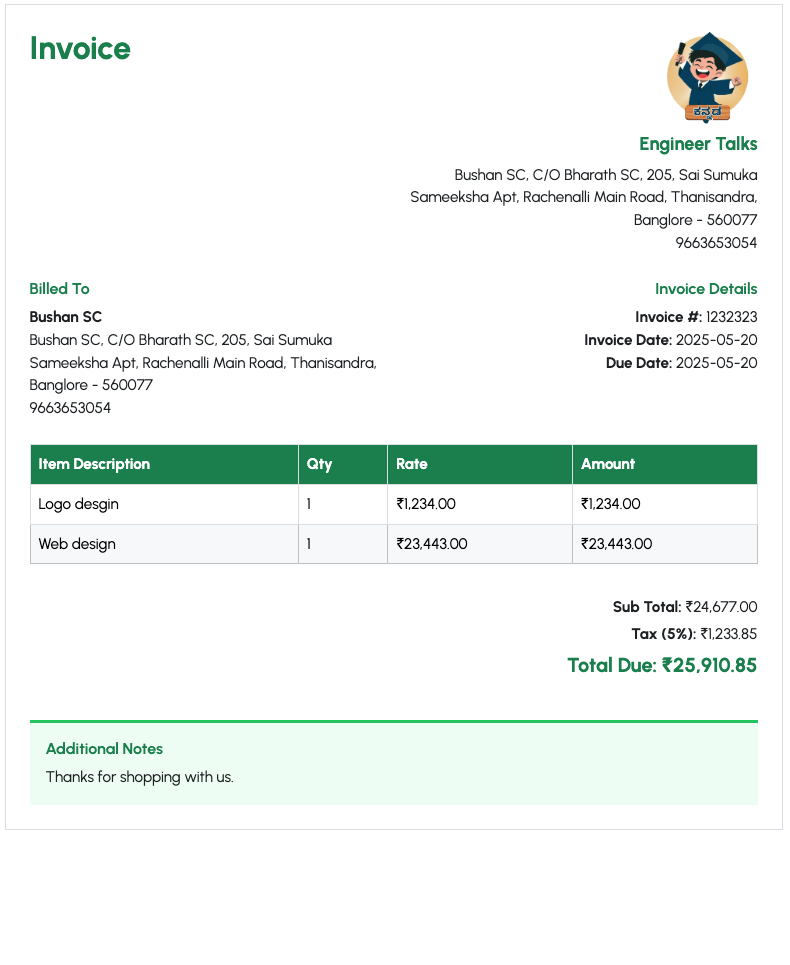 Invoice
ಕನ್ನಡ
Engineer Talks
Bushan SC, C/O Bharath SC, 205, Sai Sumuka
Sameeksha Apt, Rachenalli Main Road, Thanisandra,
Banglore - 560077
9663653054
Billed To
Bushan SC
Bushan SC, C/O Bharath SC, 205, Sai Sumuka
Sameeksha Apt, Rachenalli Main Road, Thanisandra,
Banglore - 560077
9663653054
Invoice Details
Invoice #: 1232323
Invoice Date: 2025-05-20
Due Date: 2025-05-20
Item Description Qty Rate Amount
Logo desgin 1 ₹1,234.00 ₹1,234.00
Web design 1 ₹23,443.00 ₹23,443.00
Sub Total: ₹24,677.00
Tax (5%): ₹1,233.85
Total Due: ₹25,910.85
Additional Notes
Thanks for shopping with us.